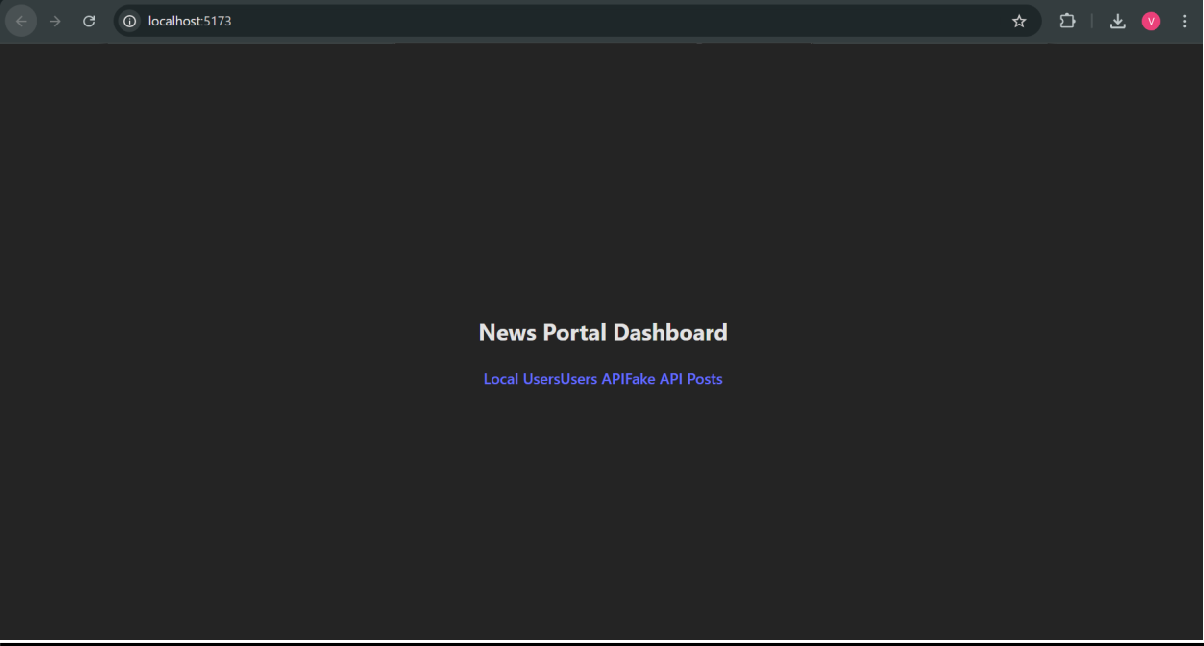 localhost:5173
V
News Portal Dashboard
Local UsersUsers APIFake API Posts